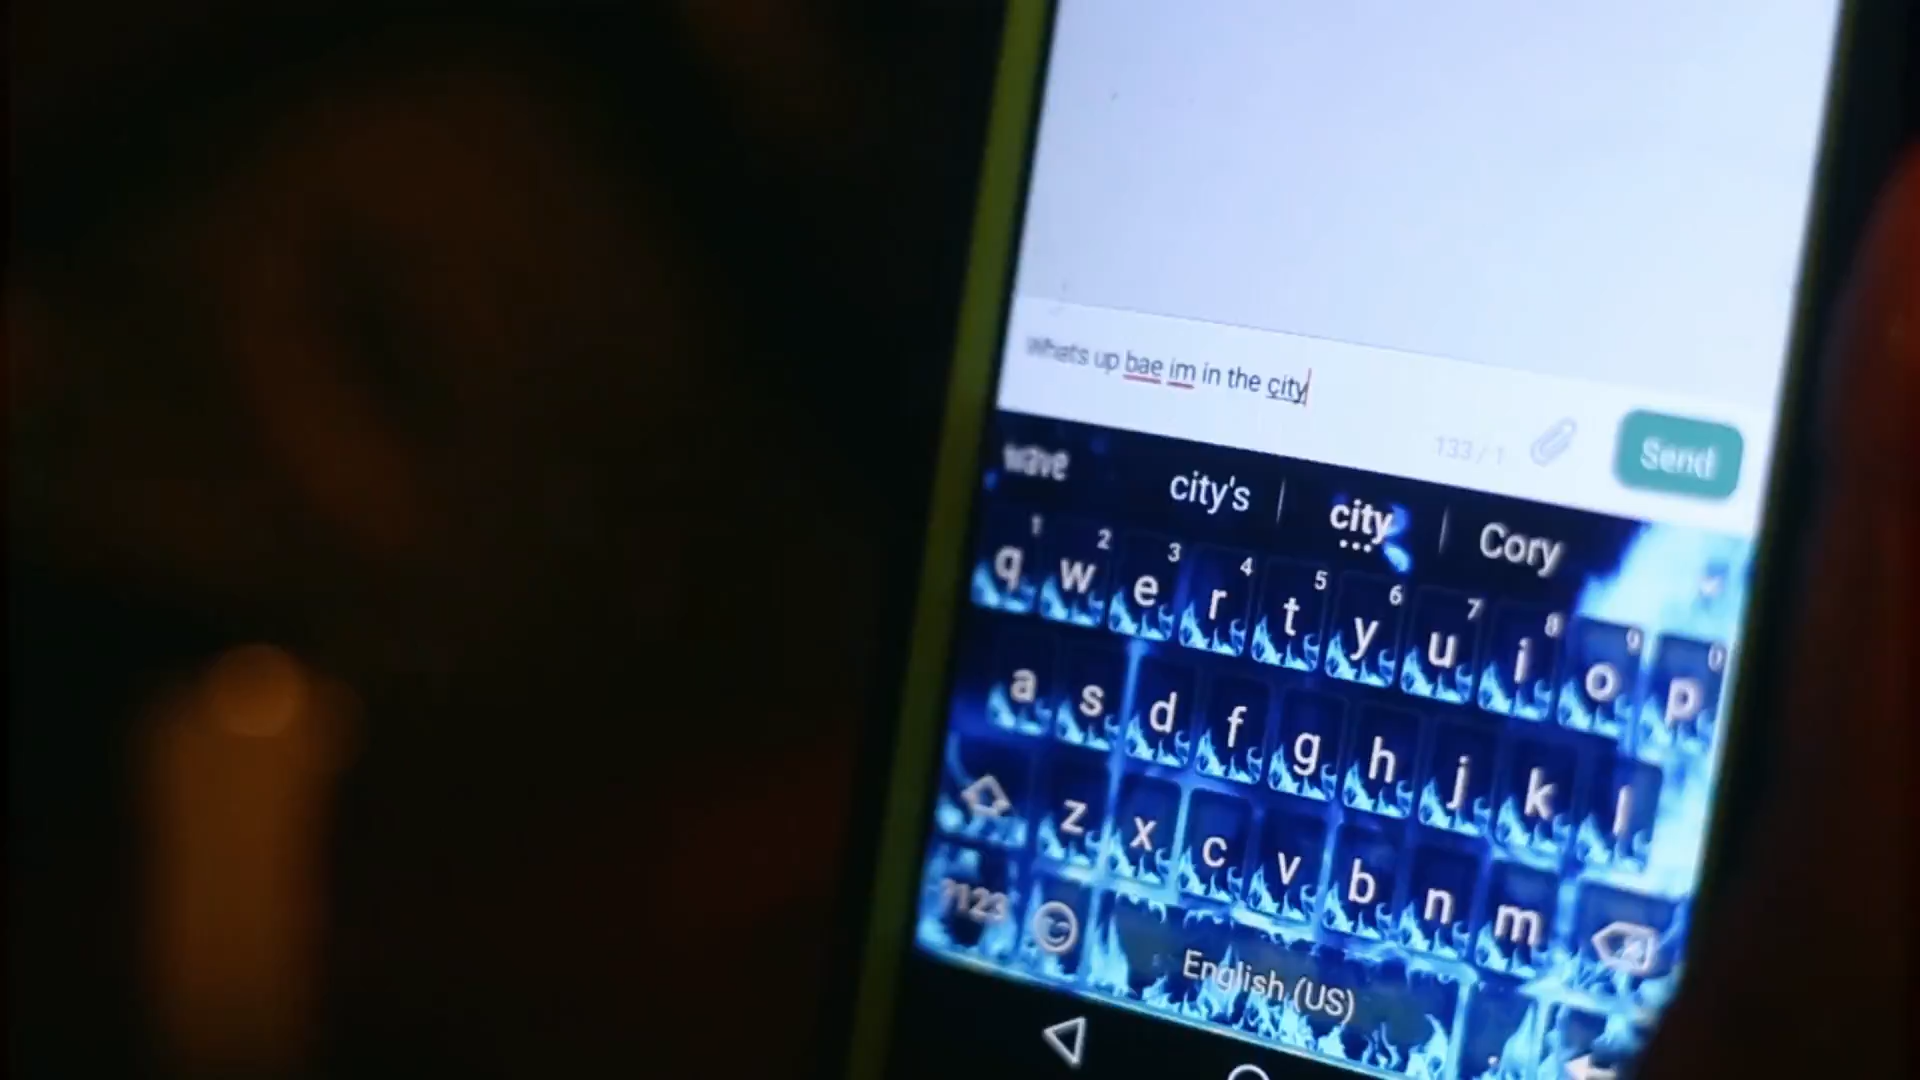 Whats up bae im in the city
133 / 1
Send
wave
city's
city
Cory
1 2 3 4 5 6 7 8 9 0
q w e r t y u i o p
a s d f g h j k l
z x c v b n m
?123
English (US)